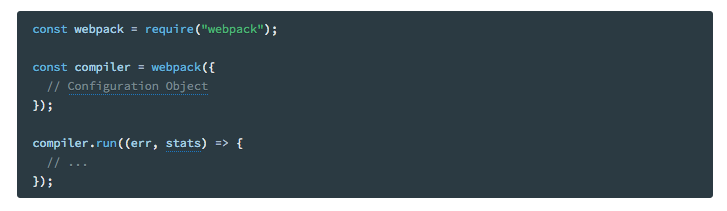 const webpack = require("webpack");
const compiler = webpack({
// Configuration Object
});
compiler.run((err, stats) => {
// ...
});